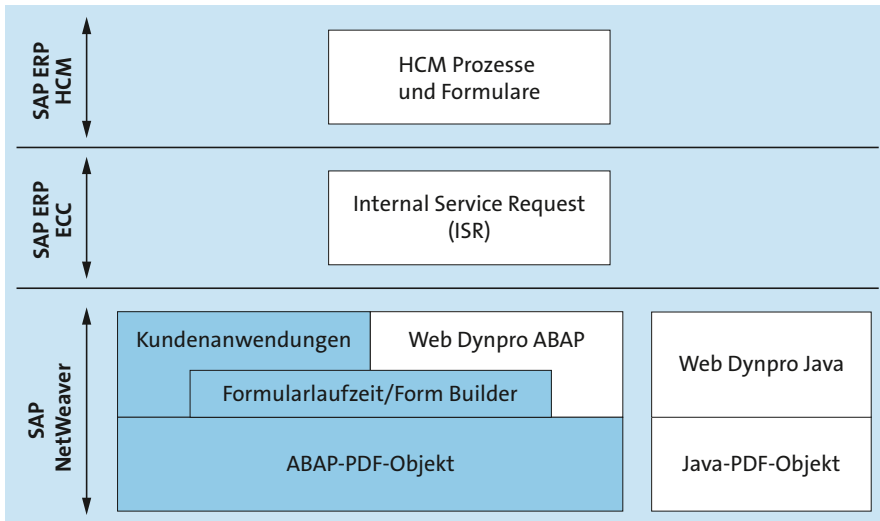 SAP ERP
HCM
HCM Prozesse
und Formulare
SAP ERP
ECC
Internal Service Request
(ISR)
SAP
NetWeaver
Kundenanwendungen
Web Dynpro ABAP
Formularlaufzeit/Form Builder
ABAP-PDF-Objekt
Web Dynpro Java
Java-PDF-Objekt